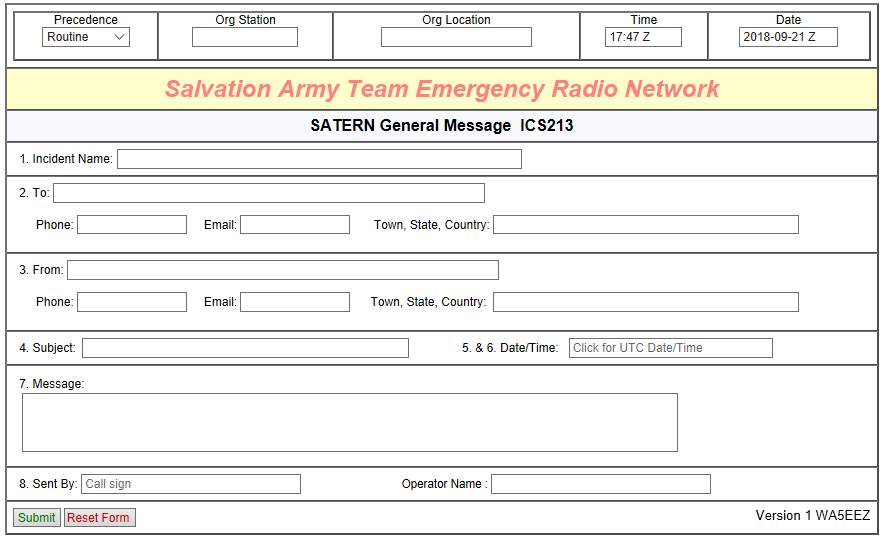 Precedence Org Station Org Location Time Date
Routine 17:47 Z 2018-09-21 Z
Salvation Army Team Emergency Radio Network
SATERN General Message ICS213
1. Incident Name:
2. To:
Phone: Email: Town, State, Country:
3. From:
Phone: Email: Town, State, Country:
4. Subject: 5. & 6. Date/Time: Click for UTC Date/Time
7. Message:
8. Sent By: Call sign Operator Name :
Submit Reset Form Version 1 WA5EEZ